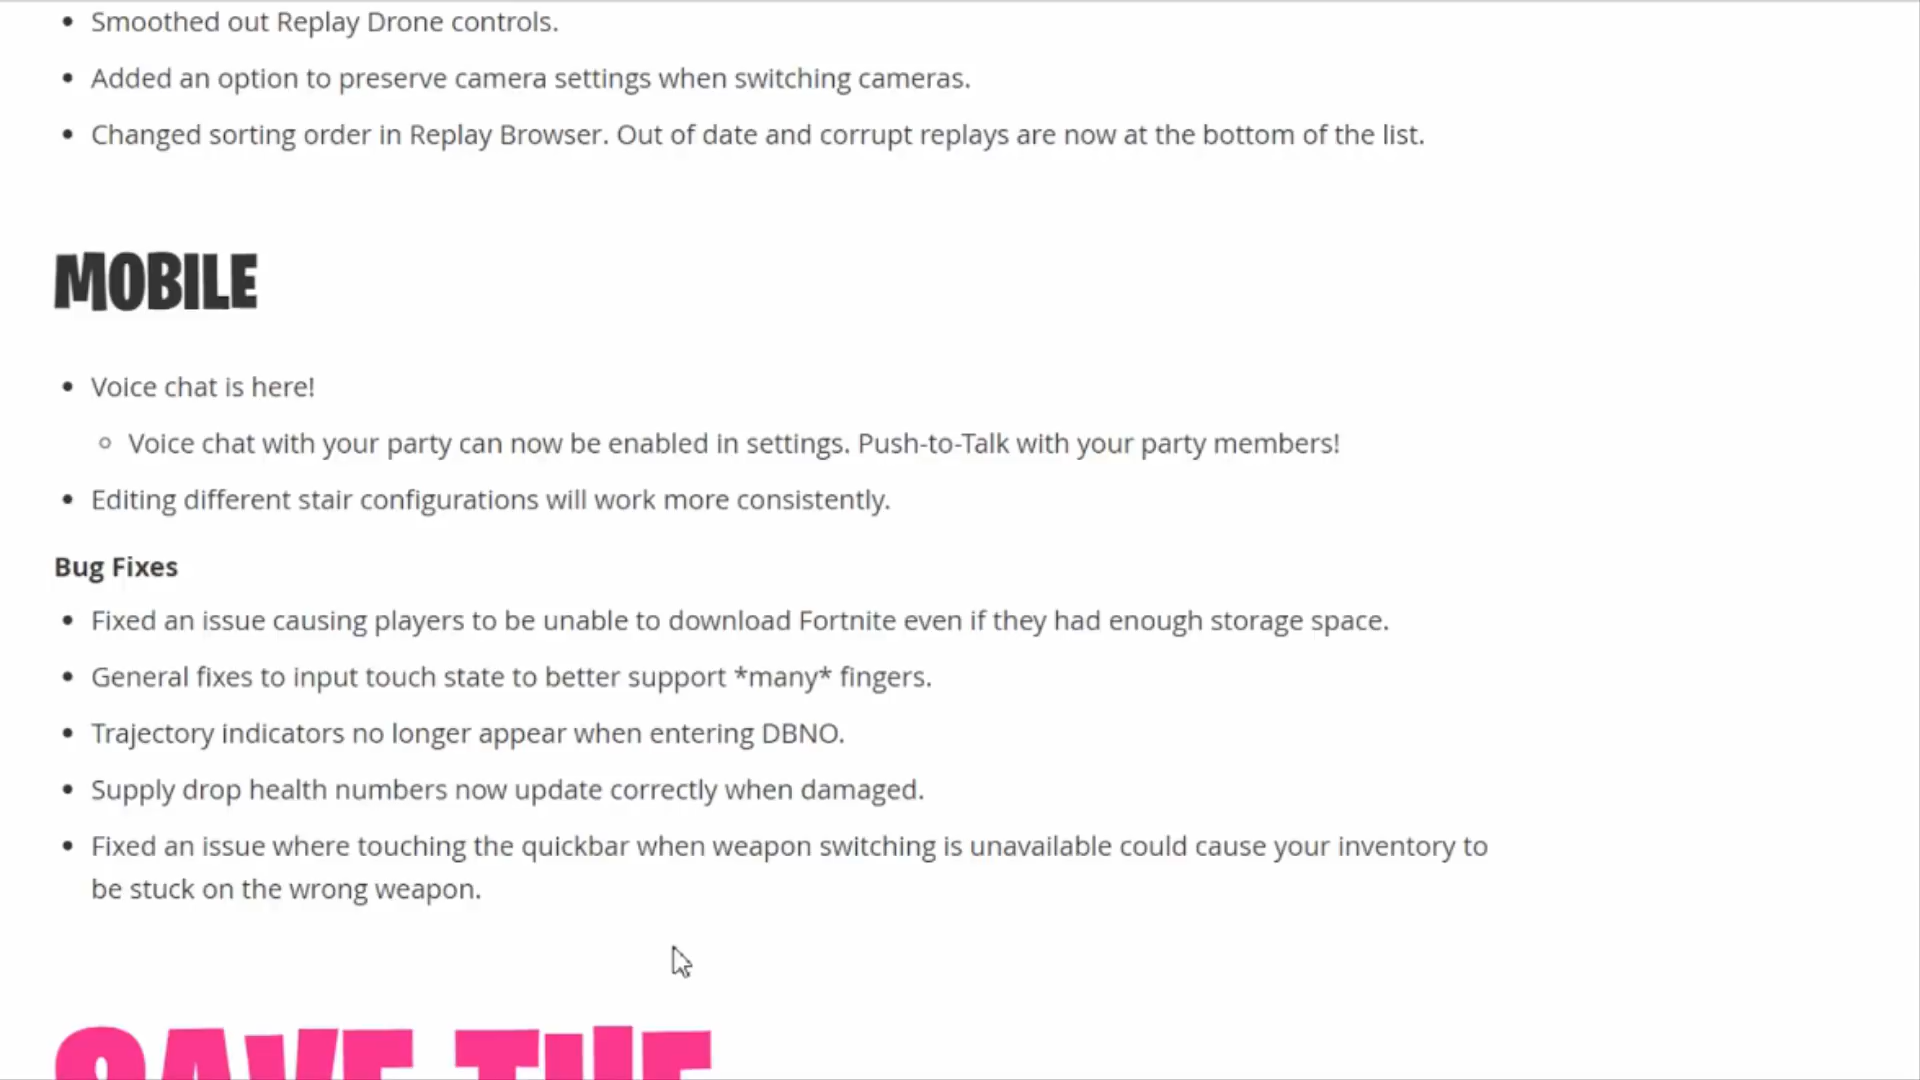 Smoothed out Replay Drone controls.
Added an option to preserve camera settings when switching cameras.
Changed sorting order in Replay Browser. Out of date and corrupt replays are now at the bottom of the list.
MOBILE
Voice chat is here!
Voice chat with your party can now be enabled in settings. Push-to-Talk with your party members!
Editing different stair configurations will work more consistently.
Bug Fixes
Fixed an issue causing players to be unable to download Fortnite even if they had enough storage space.
General fixes to input touch state to better support *many* fingers.
Trajectory indicators no longer appear when entering DBNO.
Supply drop health numbers now update correctly when damaged.
Fixed an issue where touching the quickbar when weapon switching is unavailable could cause your inventory to
be stuck on the wrong weapon.
SAVE THE